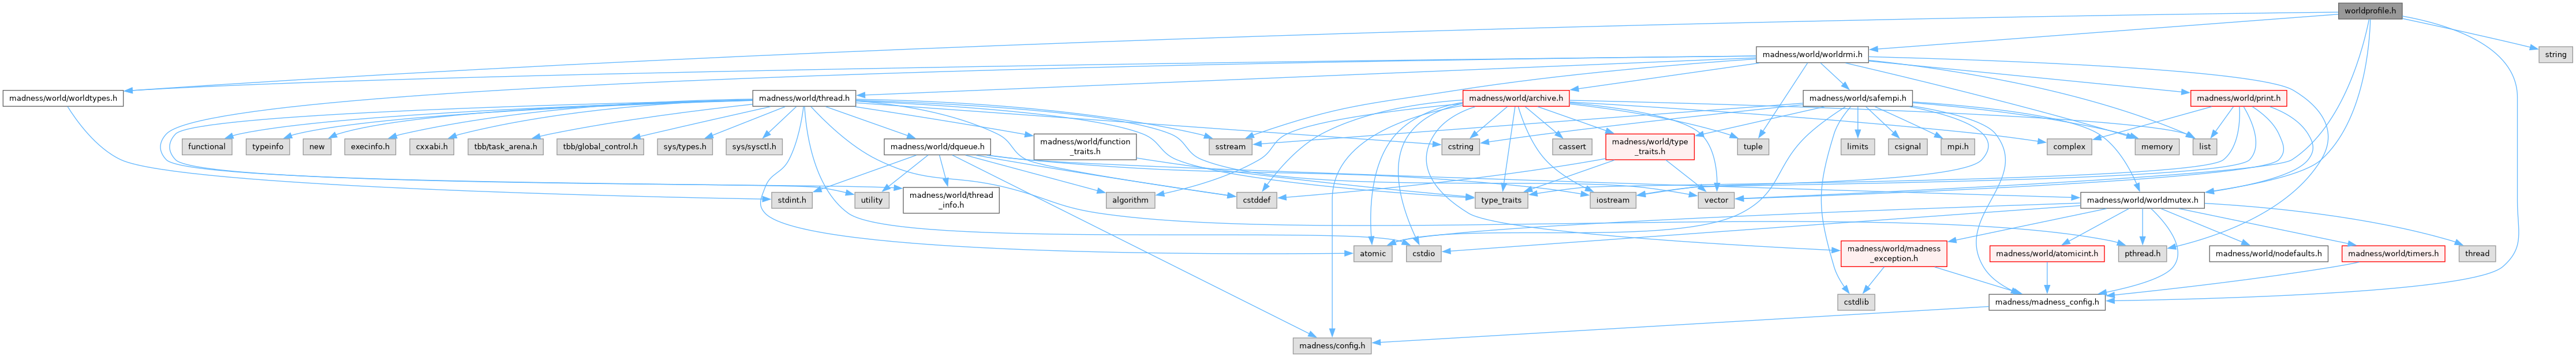 worldprofile.h
madness/world/worldrmi.h
string
madness/world/worldtypes.h
madness/world/thread.h
madness/world/archive.h
madness/world/safempi.h
madness/world/print.h
functional
typeinfo
new
execinfo.h
cxxabi.h
tbb/task_arena.h
tbb/global_control.h
sys/types.h
sys/sysctl.h
madness/world/dqueue.h
madness/world/function
_traits.h
sstream
cstring
cassert
madness/world/type
_traits.h
tuple
limits
csignal
mpi.h
complex
memory
list
stdint.h
utility
madness/world/thread
_info.h
algorithm
cstddef
type_traits
iostream
vector
madness/world/worldmutex.h
atomic
cstdio
madness/world/madness
_exception.h
madness/world/atomicint.h
pthread.h
madness/world/nodefaults.h
madness/world/timers.h
thread
cstdlib
madness/madness_config.h
madness/config.h